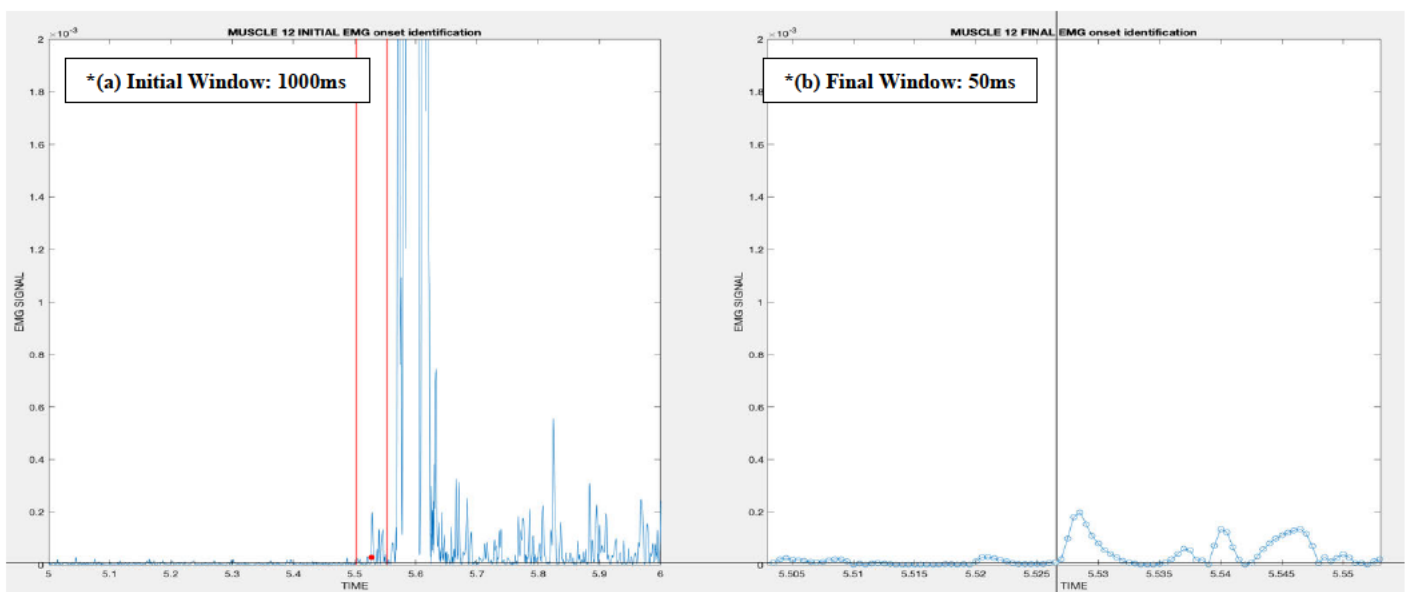 MUSCLE 12 INITIAL EMG onset identification
×10⁻³
*(a) Initial Window: 1000ms
2
1.8
1.6
1.4
1.2
1
0.8
0.6
0.4
0.2
0
EMG SIGNAL
5 5.1 5.2 5.3 5.4 5.5 5.6 5.7 5.8 5.9 6
TIME
MUSCLE 12 FINAL EMG onset identification
×10⁻³
*(b) Final Window: 50ms
2
1.8
1.6
1.4
1.2
1
0.8
0.6
0.4
0.2
0
EMG SIGNAL
5.505 5.51 5.515 5.52 5.525 5.53 5.535 5.54 5.545 5.55
TIME